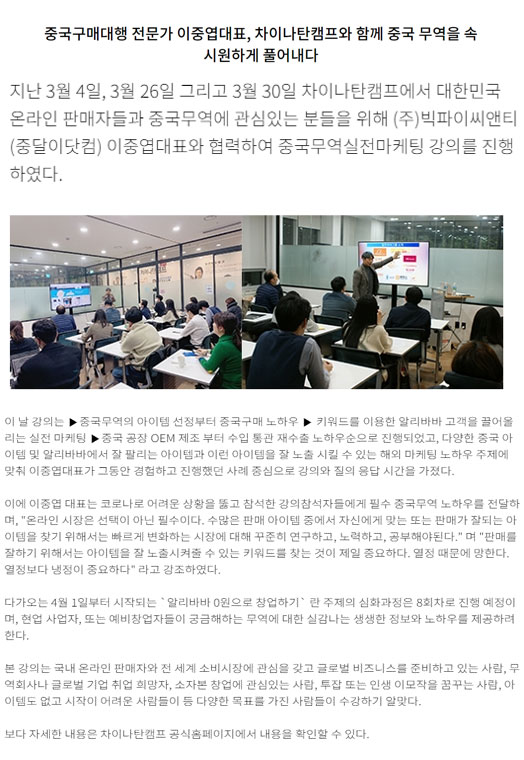 중국구매대행 전문가 이중엽대표, 차이나탄캠프와 함께 중국 무역을 속
시원하게 풀어내다
지난 3월 4일, 3월 26일 그리고 3월 30일 차이나탄캠프에서 대한민국
온라인 판매자들과 중국무역에 관심있는 분들을 위해 (주)빅파이씨앤티
(중달이닷컴) 이중엽대표와 협력하여 중국무역실전마케팅 강의를 진행
하였다.
이 날 강의는 ▶중국무역의 아이템 선정부터 중국구매 노하우 ▶ 키워드를 이용한 알리바바 고객을 끌어올
리는 실전 마케팅 ▶중국 공장 OEM 제조 부터 수입 통관 재수출 노하우순으로 진행되었고, 다양한 중국 아
이템 및 알리바바에서 잘 팔리는 아이템과 이런 아이템을 잘 노출 시킬 수 있는 해외 마케팅 노하우 주제에
맞춰 이중엽대표가 그동안 경험하고 진행했던 사례 중심으로 강의와 질의 응답 시간을 가졌다.
이에 이중엽 대표는 코로나로 어려운 상황을 뚫고 참석한 강의참석자들에게 필수 중국무역 노하우를 전달하
며, "온라인 시장은 선택이 아닌 필수이다. 수많은 판매 아이템 중에서 자신에게 맞는 또는 판매가 잘되는 아
이템을 찾기 위해서는 빠르게 변화하는 시장에 대해 꾸준히 연구하고, 노력하고, 공부해야된다." 며 "판매를
잘하기 위해서는 아이템을 잘 노출시켜줄 수 있는 키워드를 찾는 것이 제일 중요하다. 열정 때문에 망한다.
열정보다 냉정이 중요하다" 라고 강조하였다.
다가오는 4월 1일부터 시작되는 `알리바바 0원으로 창업하기` 란 주제의 심화과정은 8회차로 진행 예정이
며, 현업 사업자, 또는 예비창업자들이 궁금해하는 무역에 대한 실감나는 생생한 정보와 노하우를 제공하려
한다.
본 강의는 국내 온라인 판매자와 전 세계 소비시장에 관심을 갖고 글로벌 비즈니스를 준비하고 있는 사람, 무
역회사나 글로벌 기업 취업 희망자, 소자본 창업에 관심있는 사람, 투잡 또는 인생 이모작을 꿈꾸는 사람, 아
이템도 없고 시작이 어려운 사람들이 등 다양한 목표를 가진 사람들이 수강하기 알맞다.
보다 자세한 내용은 차이나탄캠프 공식홈페이지에서 내용을 확인할 수 있다.